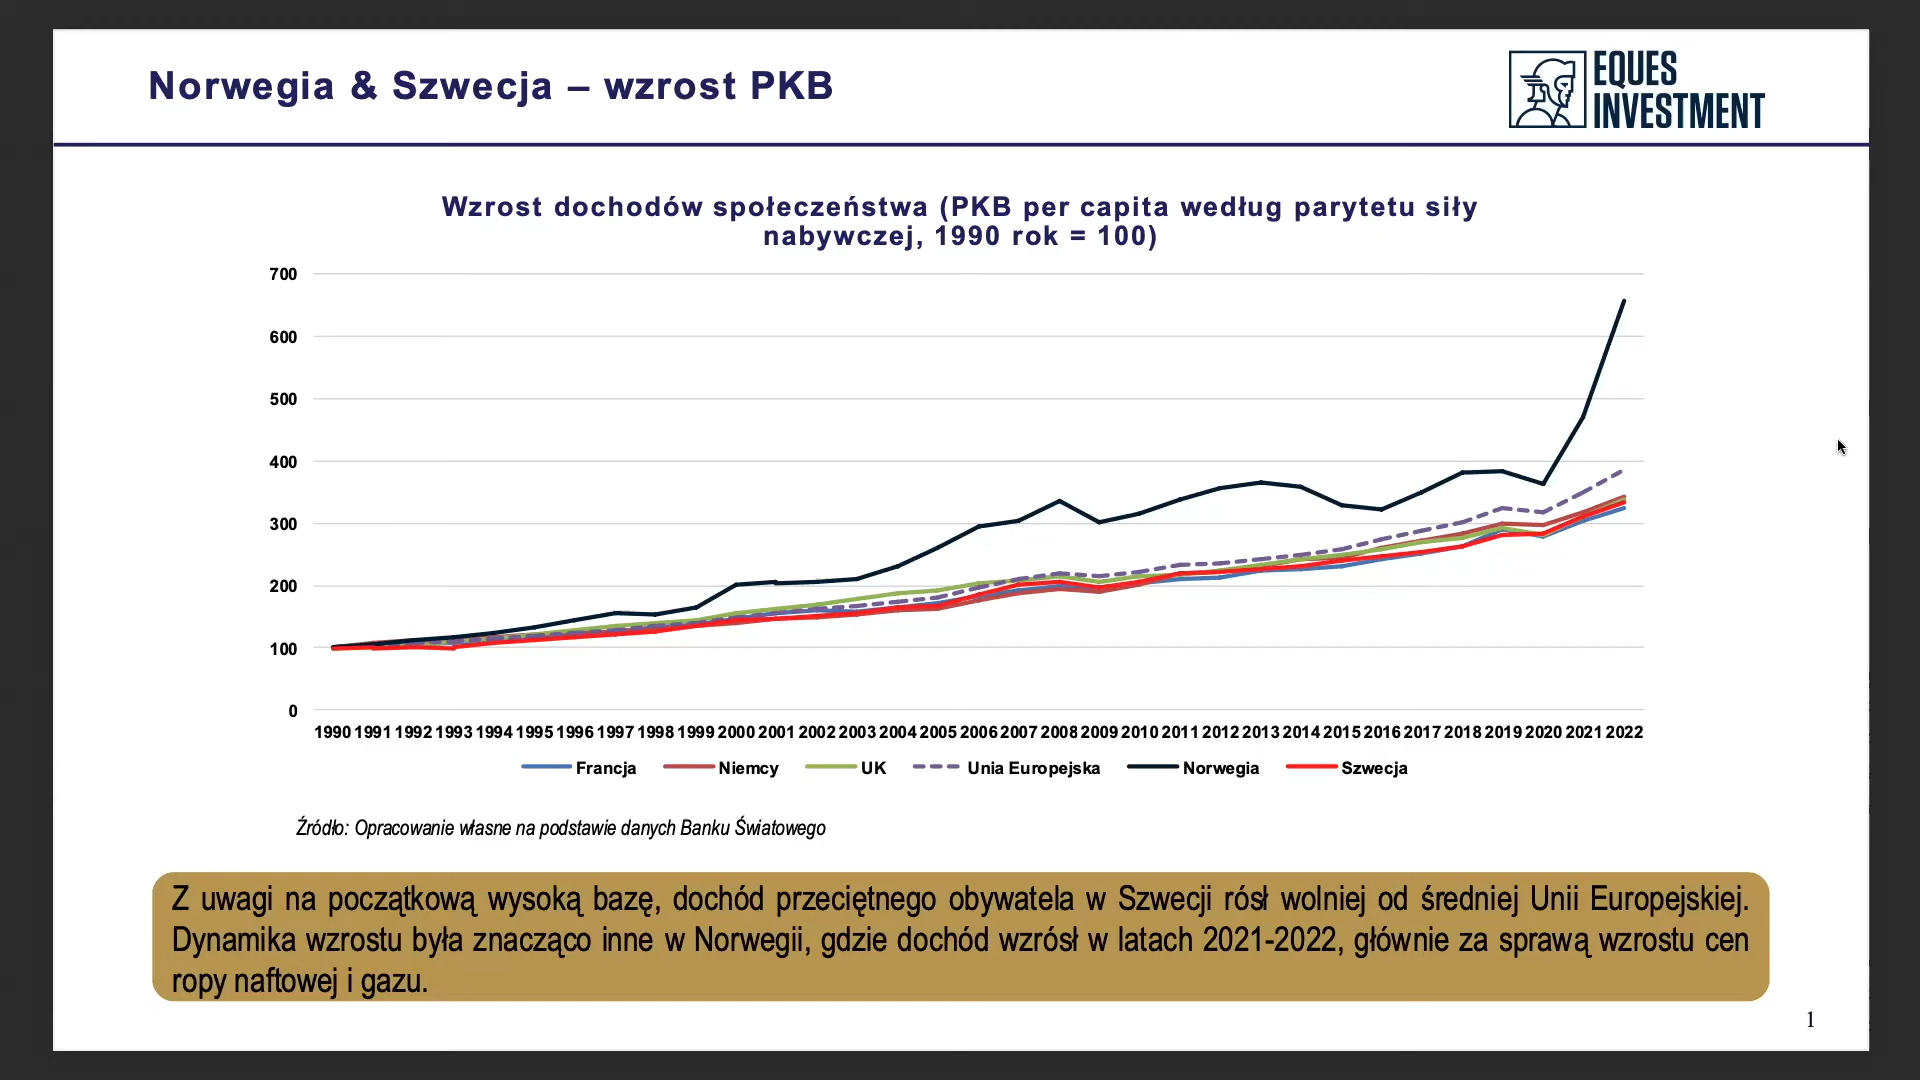 Norwegia & Szwecja – wzrost PKB
EQUES
INVESTMENT
Wzrost dochodów społeczeństwa (PKB per capita według parytetu siły
nabywczej, 1990 rok = 100)
700
600
500
400
300
200
100
0
1990 1991 1992 1993 1994 1995 1996 1997 1998 1999 2000 2001 2002 2003 2004 2005 2006 2007 2008 2009 2010 2011 2012 2013 2014 2015 2016 2017 2018 2019 2020 2021 2022
Francja Niemcy UK Unia Europejska Norwegia Szwecja
Źródło: Opracowanie własne na podstawie danych Banku Światowego
Z uwagi na początkową wysoką bazę, dochód przeciętnego obywatela w Szwecji rósł wolniej od średniej Unii Europejskiej.
Dynamika wzrostu była znacząco inne w Norwegii, gdzie dochód wzrósł w latach 2021-2022, głównie za sprawą wzrostu cen
ropy naftowej i gazu.
1